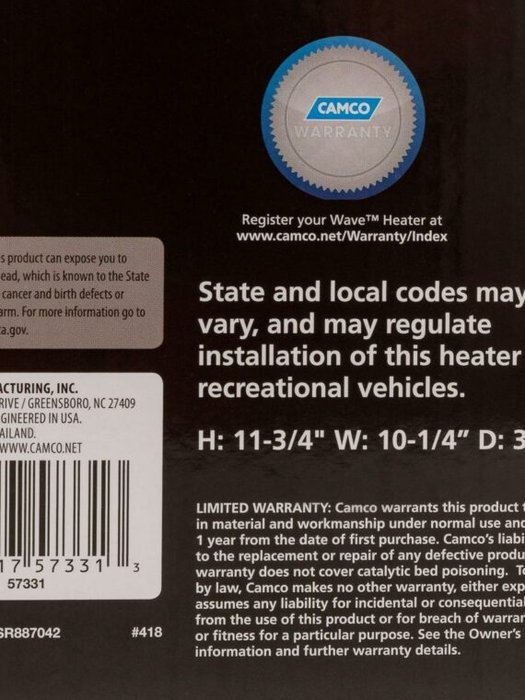 CAMCO
WARRANTY
Register your Wave™ Heater at
www.camco.net/Warranty/Index
s product can expose you to
ead, which is known to the State
cancer and birth defects or
arm. For more information go to
a.gov.
State and local codes may
vary, and may regulate
installation of this heater
recreational vehicles.
H: 11-3/4" W: 10-1/4” D: 3
ACTURING, INC.
RIVE / GREENSBORO, NC 27409
GINEERED IN USA.
AILAND.
WWW.CAMCO.NET
17 57331 3
57331
SR887042 #418
LIMITED WARRANTY: Camco warrants this product
in material and workmanship under normal use and
1 year from the date of first purchase. Camco's liabi
to the replacement or repair of any defective produ
warranty does not cover catalytic bed poisoning. T
by law, Camco makes no other warranty, either exp
assumes any liability for incidental or consequential
from the use of this product or for breach of warran
or fitness for a particular purpose. See the Owner's
information and further warranty details.